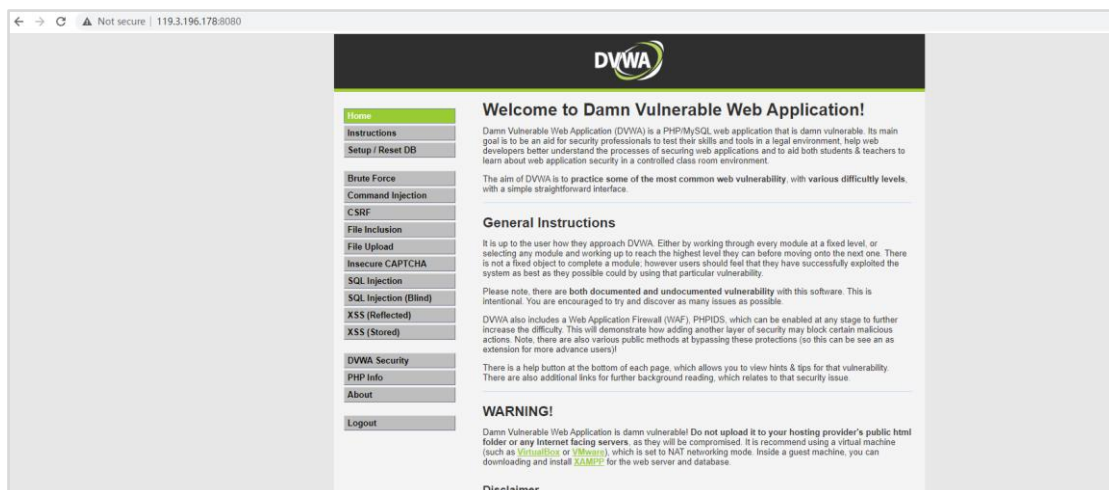 Not secure | 119.3.196.178:8080
DVWA
Home
Instructions
Setup / Reset DB
Brute Force
Command Injection
CSRF
File Inclusion
File Upload
Insecure CAPTCHA
SQL Injection
SQL Injection (Blind)
XSS (Reflected)
XSS (Stored)
DVWA Security
PHP Info
About
Logout
Welcome to Damn Vulnerable Web Application!
Damn Vulnerable Web Application (DVWA) is a PHP/MySQL web application that is damn vulnerable. Its main
goal is to be an aid for security professionals to test their skills and tools in a legal environment, help web
developers better understand the processes of securing web applications and to aid both students & teachers to
learn about web application security in a controlled class room environment.
The aim of DVWA is to practice some of the most common web vulnerability, with various difficultly levels,
with a simple straightforward interface.
General Instructions
It is up to the user how they approach DVWA. Either by working through every module at a fixed level, or
selecting any module and working up to reach the highest level they can before moving onto the next one. There
is not a fixed object to complete a module; however users should feel that they have successfully exploited the
system as best as they possible could by using that particular vulnerability.
Please note, there are both documented and undocumented vulnerability with this software. This is
intentional. You are encouraged to try and discover as many issues as possible.
DVWA also includes a Web Application Firewall (WAF), PHPIDS, which can be enabled at any stage to further
increase the difficulty. This will demonstrate how adding another layer of security may block certain malicious
actions. Note, there are also various public methods at bypassing these protections (so this can be see an as
extension for more advance users)!
There is a help button at the bottom of each page, which allows you to view hints & tips for that vulnerability.
There are also additional links for further background reading, which relates to that security issue.
WARNING!
Damn Vulnerable Web Application is damn vulnerable! Do not upload it to your hosting provider's public html
folder or any Internet facing servers, as they will be compromised. It is recommend using a virtual machine
(such as VirtualBox or VMware), which is set to NAT networking mode. Inside a guest machine, you can
downloading and install XAMPP for the web server and database.
Disclaimer